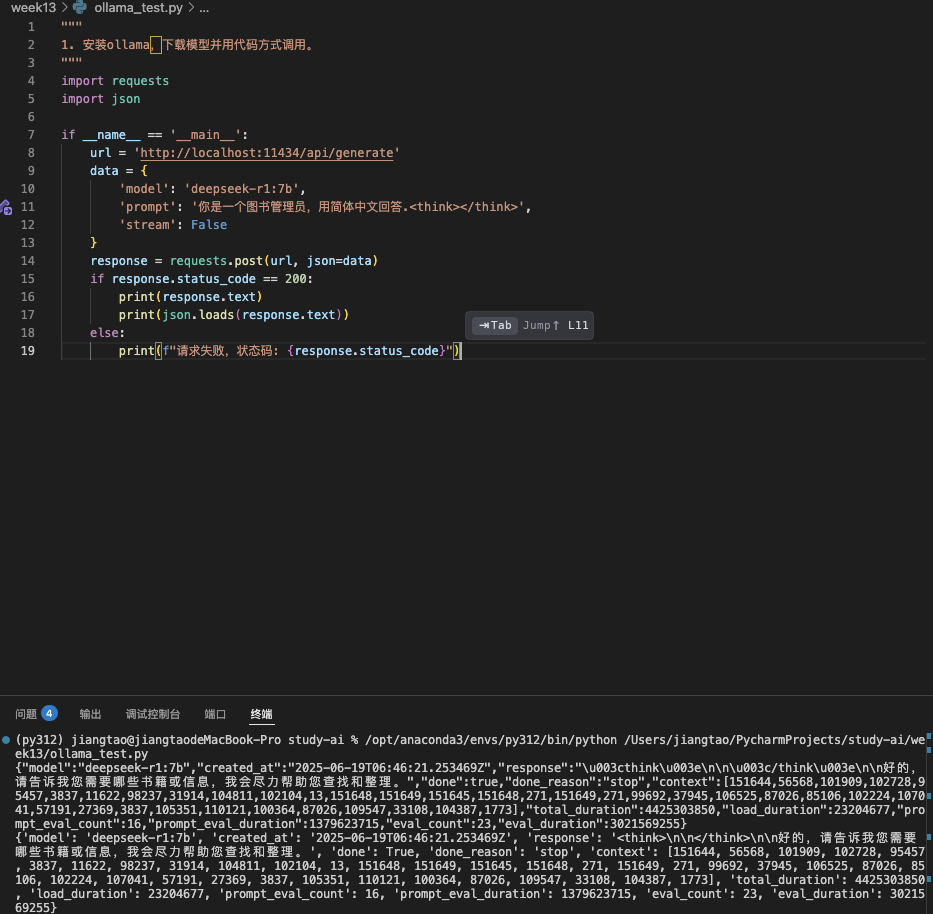 week13 > ollama_test.py > ...
1 """
2 1. 安装ollama，下载模型并用代码方式调用。
3 """
4 import requests
5 import json
6
7 if __name__ == '__main__':
8 url = 'http://localhost:11434/api/generate'
9 data = {
10 'model': 'deepseek-r1:7b',
11 'prompt': '你是一个图书管理员，用简体中文回答.<think></think>',
12 'stream': False
13 }
14 response = requests.post(url, json=data)
15 if response.status_code == 200:
16 print(response.text)
17 print(json.loads(response.text))
18 else:
Tab Jump↑ L11
19 print(f"请求失败，状态码: {response.status_code}")
问题 4 输出 调试控制台 端口 终端
(py312) jiangtao@jiangtaodeMacBook-Pro study-ai % /opt/anaconda3/envs/py312/bin/python /Users/jiangtao/PycharmProjects/study-ai/we
ek13/ollama_test.py
{"model":"deepseek-r1:7b","created_at":"2025-06-19T06:46:21.253469Z","response":"\u003cthink\u003e\n\n\u003c/think\u003e\n\n好的，
请告诉我您需要哪些书籍或信息，我会尽力帮助您查找和整理。","done":true,"done_reason":"stop","context":[151644,56568,101909,102728,9
5457,3837,11622,98237,31914,104811,102104,13,151648,151649,151645,151648,271,151649,271,99692,37945,106525,87026,85106,102224,1070
41,57191,27369,3837,105351,110121,100364,87026,109547,33108,104387,1773],"total_duration":4425303850,"load_duration":23204677,"pro
mpt_eval_count":16,"prompt_eval_duration":1379623715,"eval_count":23,"eval_duration":3021569255}
{'model': 'deepseek-r1:7b', 'created_at': '2025-06-19T06:46:21.253469Z', 'response': '<think>\n\n</think>\n\n好的，请告诉我您需要
哪些书籍或信息，我会尽力帮助您查找和整理。', 'done': True, 'done_reason': 'stop', 'context': [151644, 56568, 101909, 102728, 95457
, 3837, 11622, 98237, 31914, 104811, 102104, 13, 151648, 151649, 151645, 151648, 271, 151649, 271, 99692, 37945, 106525, 87026, 85
106, 102224, 107041, 57191, 27369, 3837, 105351, 110121, 100364, 87026, 109547, 33108, 104387, 1773], 'total_duration': 4425303850
, 'load_duration': 23204677, 'prompt_eval_count': 16, 'prompt_eval_duration': 1379623715, 'eval_count': 23, 'eval_duration': 30215
69255}